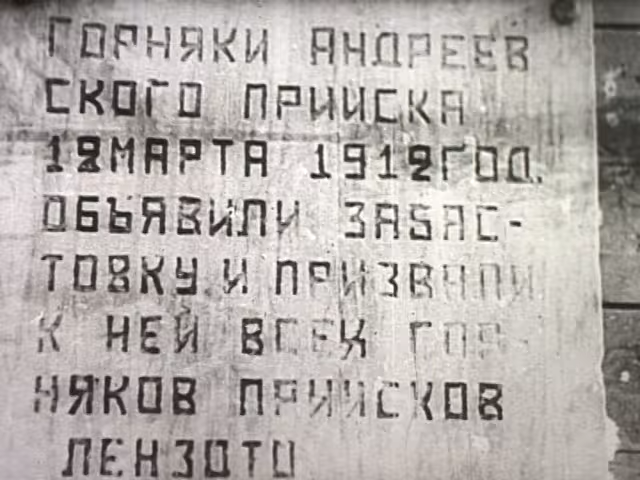 ГОРНЯКИ АНДРЕЕВ
СКОГО ПРИИСКА
12МАРТА 1912ГОД.
ОБЪЯВИЛИ ЗАБАС-
ТОВКУ И ПРИЗВАЛИ
К НЕЙ ВСЕХ ГОР-
НЯКОВ ПРИИСКОВ
ЛЕНЗОТО